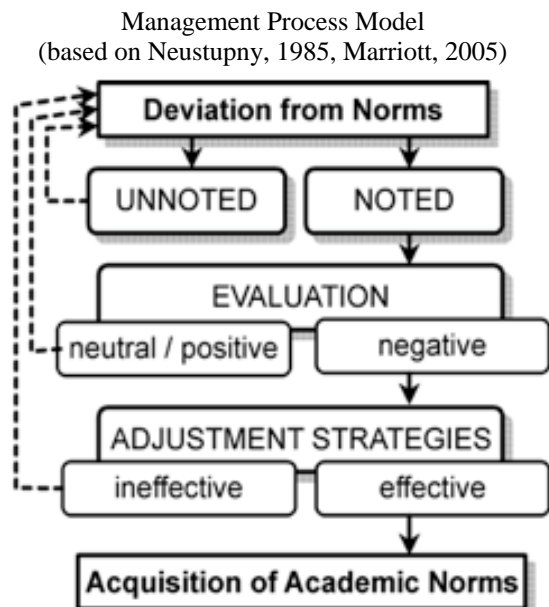 Management Process Model
(based on Neustupny, 1985, Marriott, 2005)
Deviation from Norms
UNNOTED NOTED
EVALUATION
neutral / positive negative
ADJUSTMENT STRATEGIES
ineffective effective
Acquisition of Academic Norms